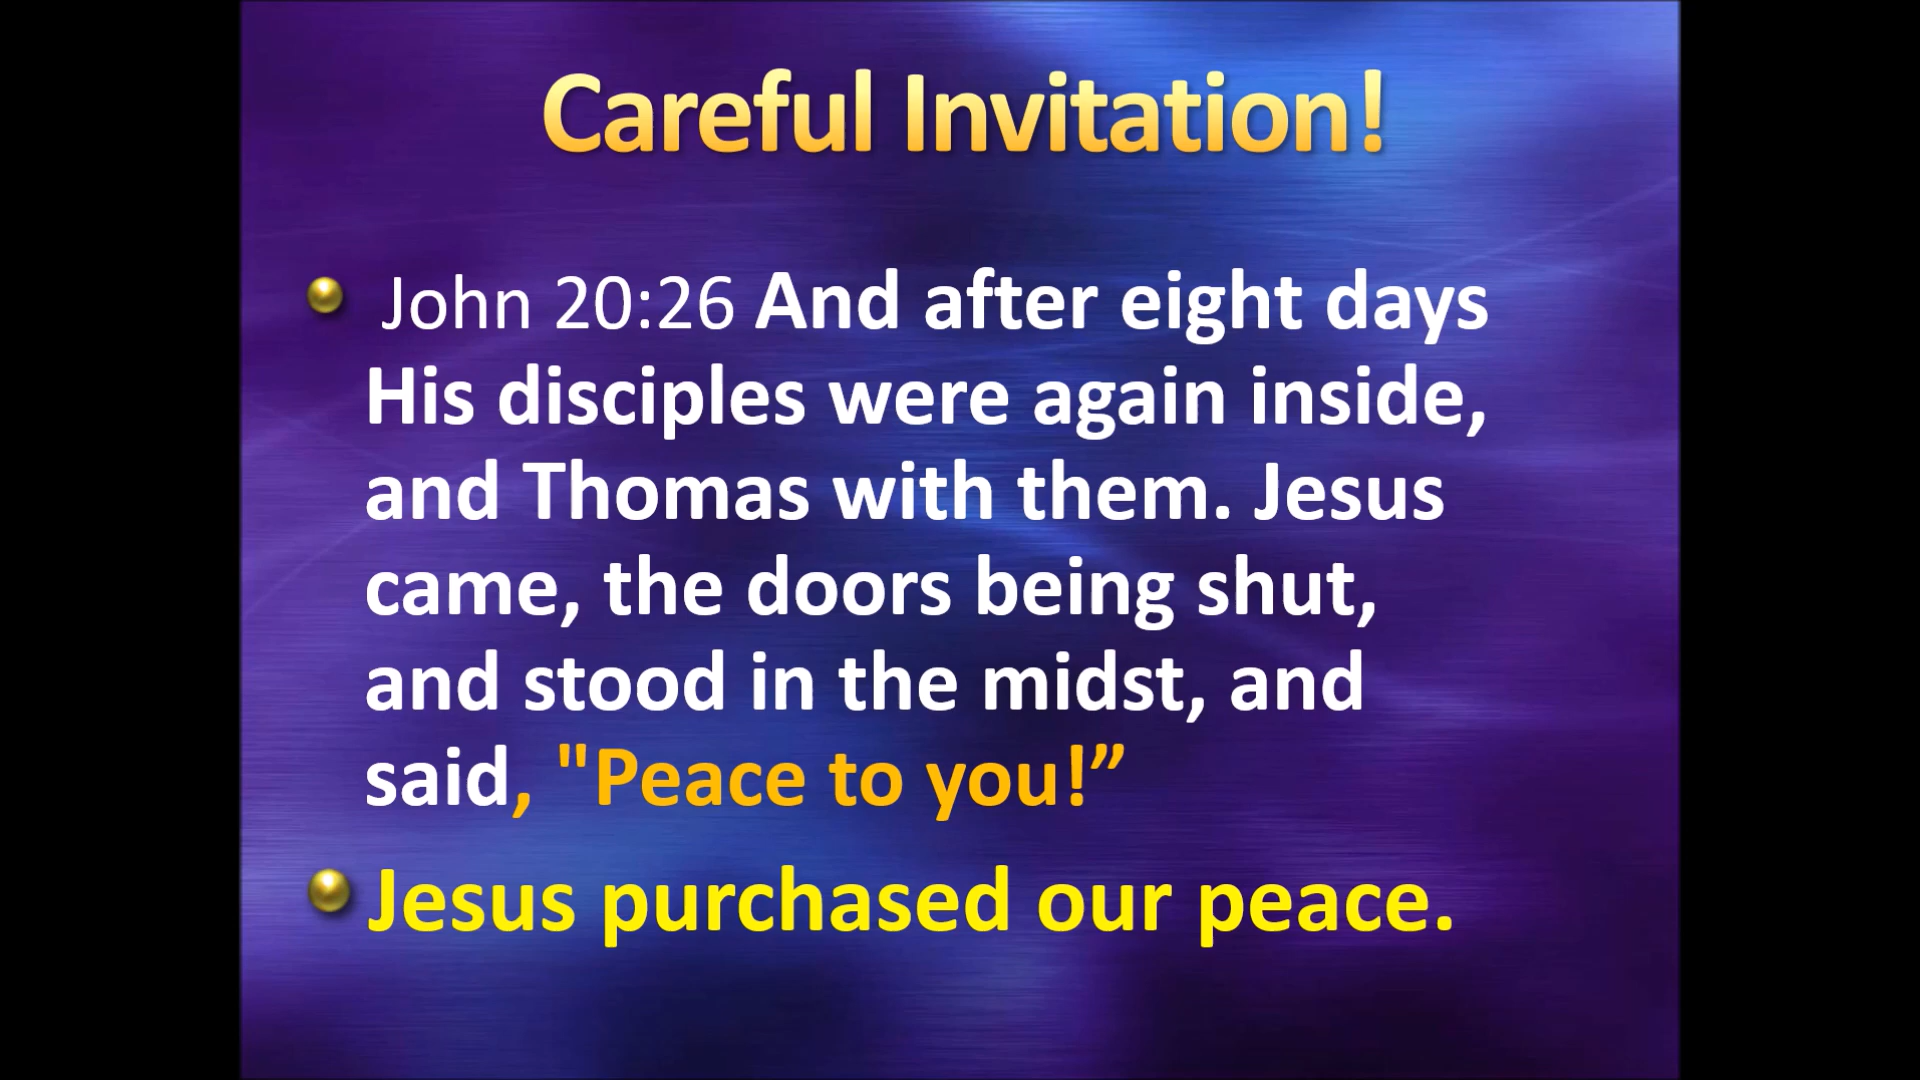 Careful Invitation!
John 20:26 And after eight days
His disciples were again inside,
and Thomas with them. Jesus
came, the doors being shut,
and stood in the midst, and
said, "Peace to you!”
Jesus purchased our peace.